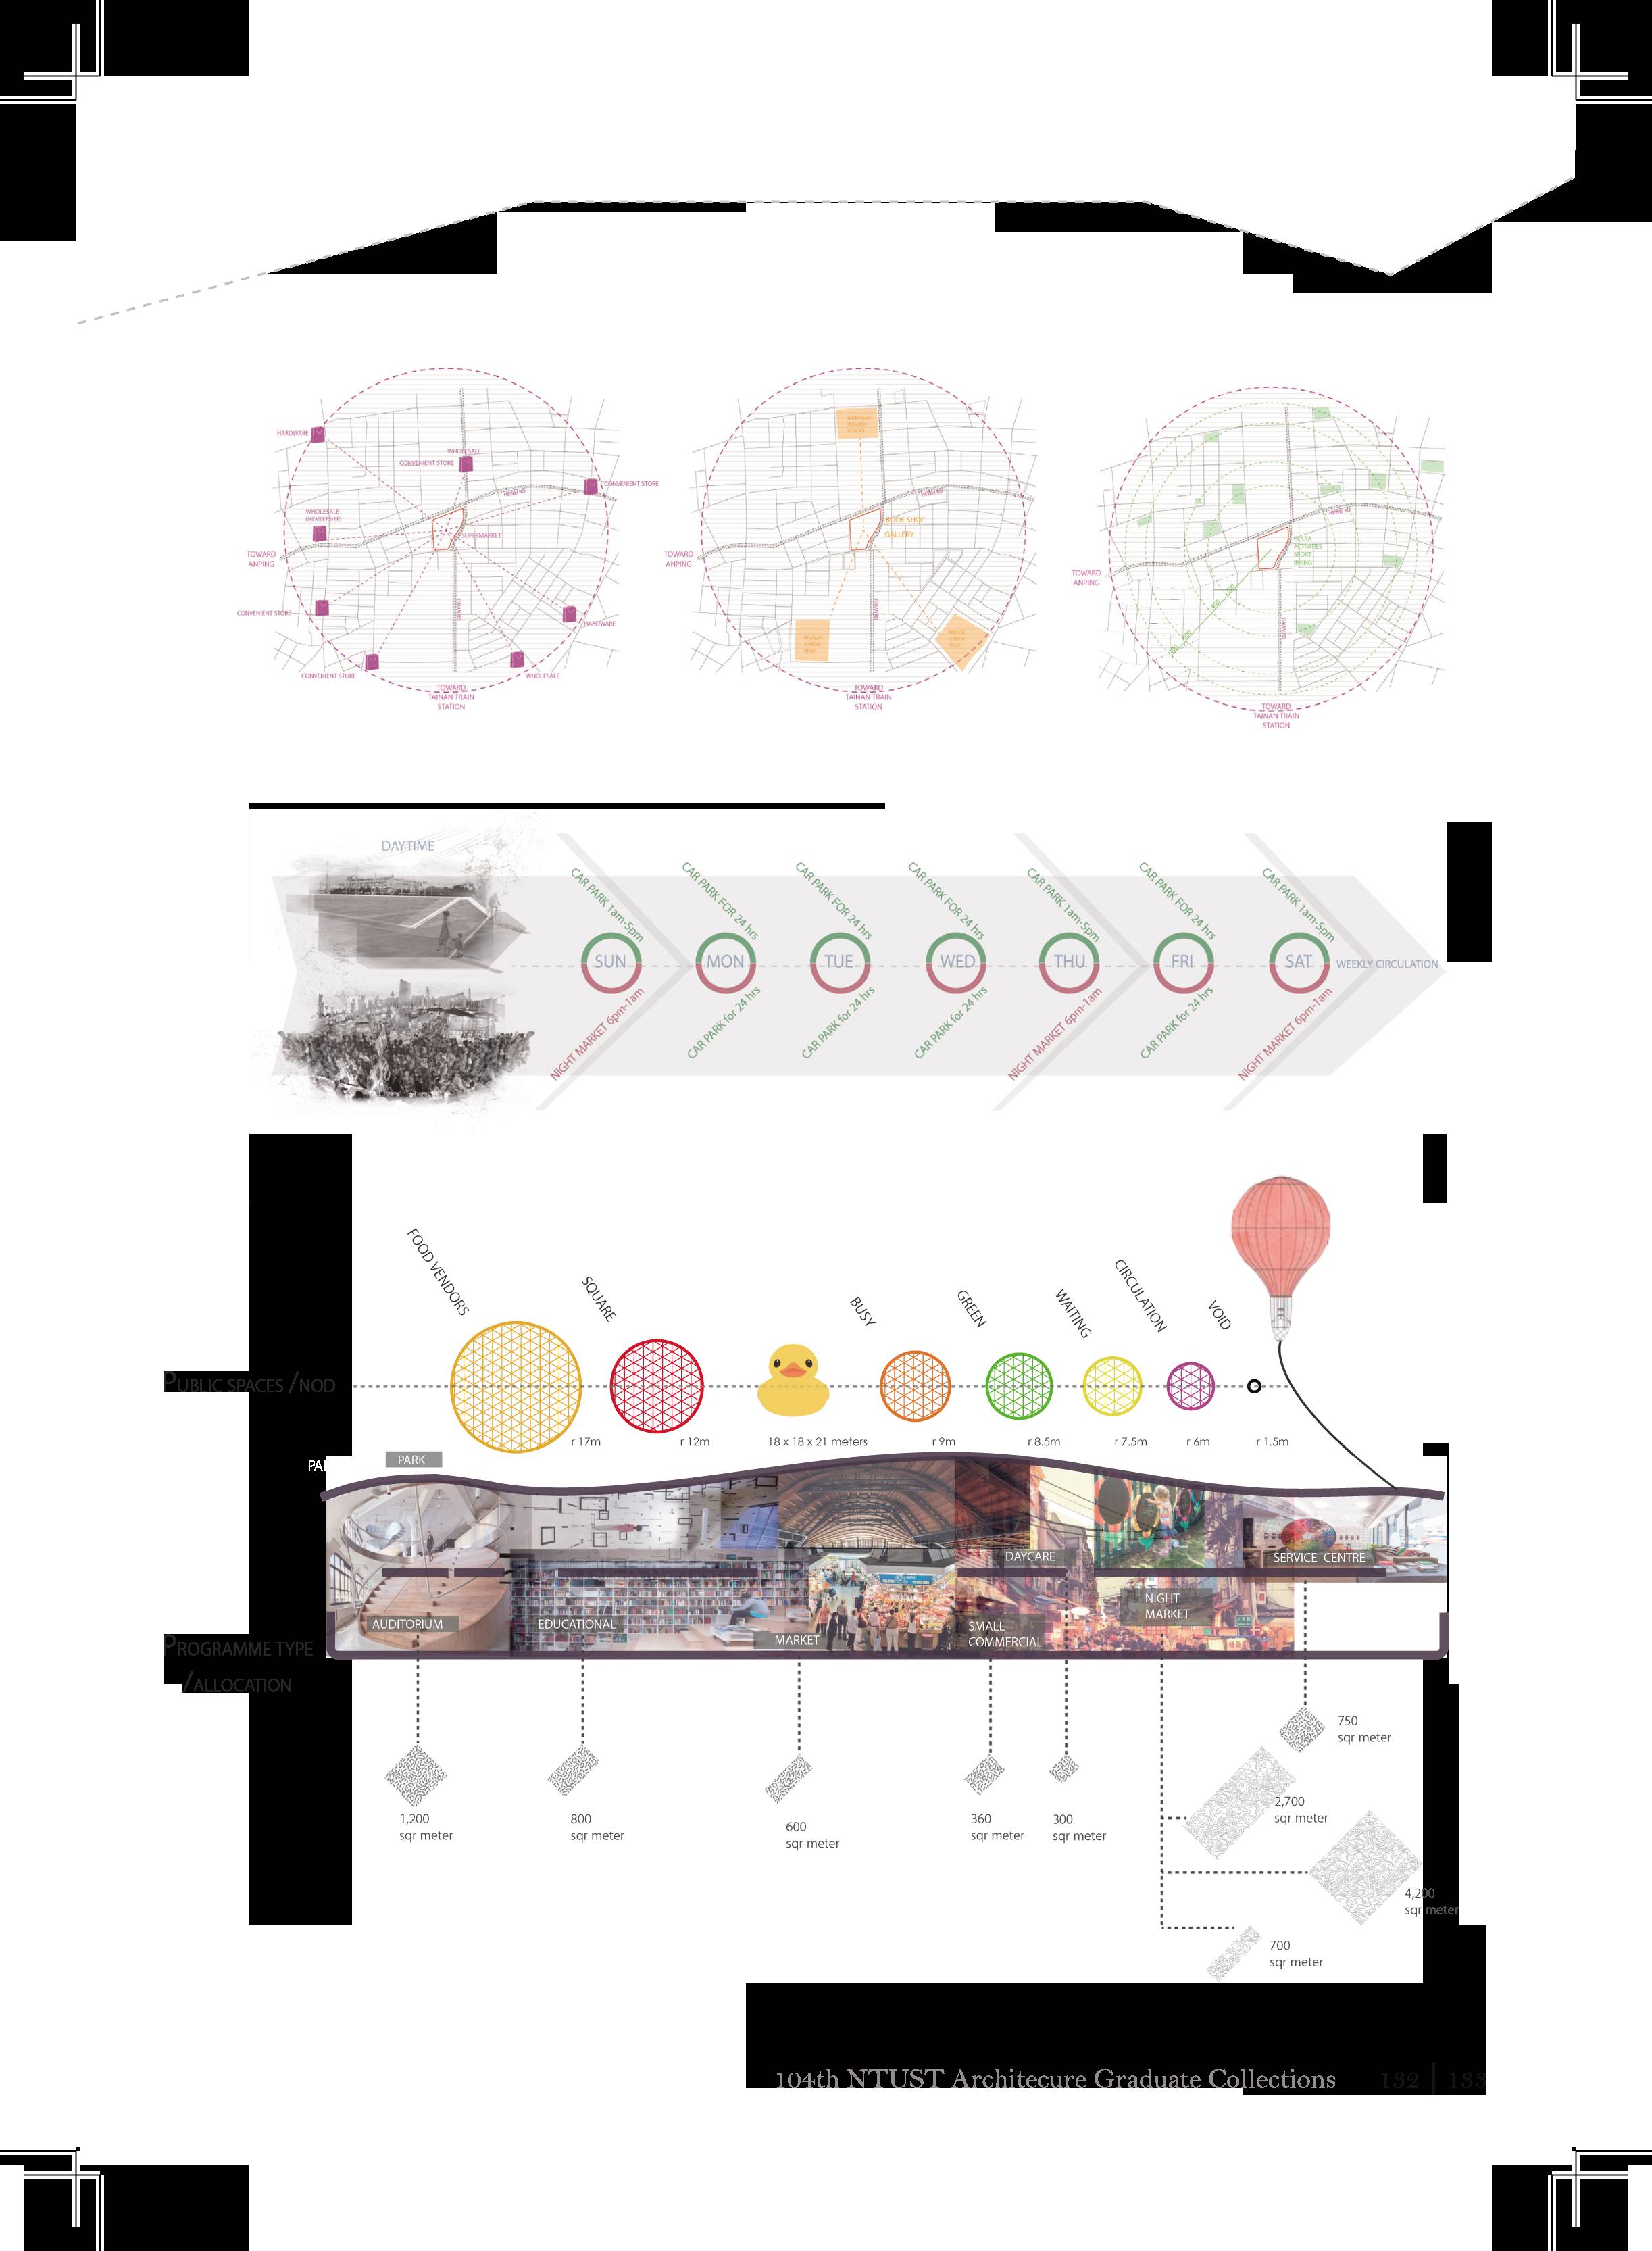 HARDWARE
WHOLESALE
CONVENIENT STORE
CONVENIENT STORE
HEWEI RD
WHOLESALE
(MEMBERSHIP)
SUPERMARKET
TOWARD
ANPING
CONVENIENT STORE
HARDWARE
CONVENIENT STORE
WHOLESALE
TOWARD
TAINAN TRAIN
STATION
HEWEI RD
BOOK SHOP
GALLERY
TOWARD
ANPING
TOWARD
TAINAN TRAIN
STATION
HEWEI RD
PLAZA
ACTIVITIES
SPORT
TOWARD
ANPING
TOWARD
TAINAN TRAIN
STATION
DAYTIME
CAR PARK 1am-5pm
CAR PARK FOR 24 hrs
CAR PARK FOR 24 hrs
CAR PARK FOR 24 hrs
CAR PARK 1am-5pm
CAR PARK FOR 24 hrs
CAR PARK 1am-5pm
SUN
MON
TUE
WED
THU
FRI
SAT
WEEKLY CIRCULATION
NIGHT MARKET 6pm-1am
CAR PARK for 24 hrs
CAR PARK for 24 hrs
CAR PARK for 24 hrs
NIGHT MARKET 6pm-1am
CAR PARK for 24 hrs
NIGHT MARKET 6pm-1am
FOOD VENDORS
SQUARE
BUSY
GREEN
WAITING
CIRCULATION
VOID
PUBLIC SPACES /NOD
r 17m
r 12m
18 x 18 x 21 meters
r 9m
r 8.5m
r 7.5m
r 6m
r 1.5m
PARK
DAYCARE
SERVICE CENTRE
AUDITORIUM
EDUCATIONAL
MARKET
SMALL
COMMERCIAL
NIGHT
MARKET
PROGRAMME TYPE
/ALLOCATION
750
sqr meter
1,200
sqr meter
800
sqr meter
600
sqr meter
360
sqr meter
300
sqr meter
2,700
sqr meter
4,200
sqr meter
700
sqr meter
104th NTUST Architecure Graduate Collections
132 | 133